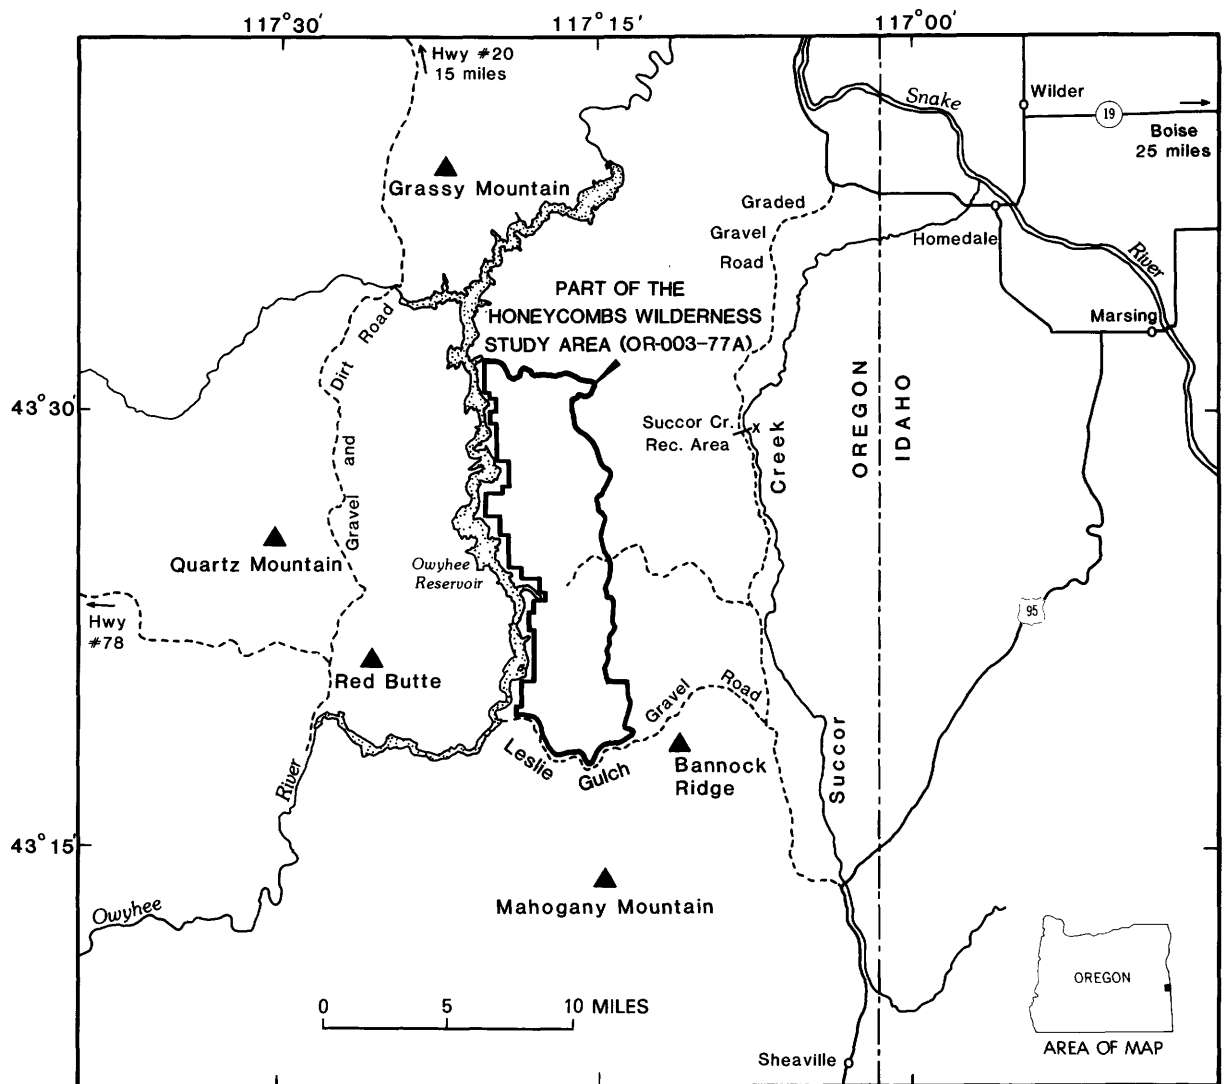 117°30'
117°15'
117°00'
Hwy #20
15 miles
Snake
Wilder
19
Boise
25 miles
Grassy Mountain
Graded
Gravel
Road
Homedale
River
PART OF THE
HONEYCOMBS WILDERNESS
STUDY AREA (OR-003-77A)
Marsing
Dirt Road
and
Gravel
43°30'
Succor Cr.
Rec. Area
x
Creek
OREGON
IDAHO
Quartz Mountain
Owyhee
Reservoir
Hwy
#78
95
Red Butte
Gravel
Road
Leslie
Gulch
Bannock
Ridge
Succor
River
43°15'
Mahogany Mountain
Owyhee
0 5 10 MILES
OREGON
AREA OF MAP
Sheaville